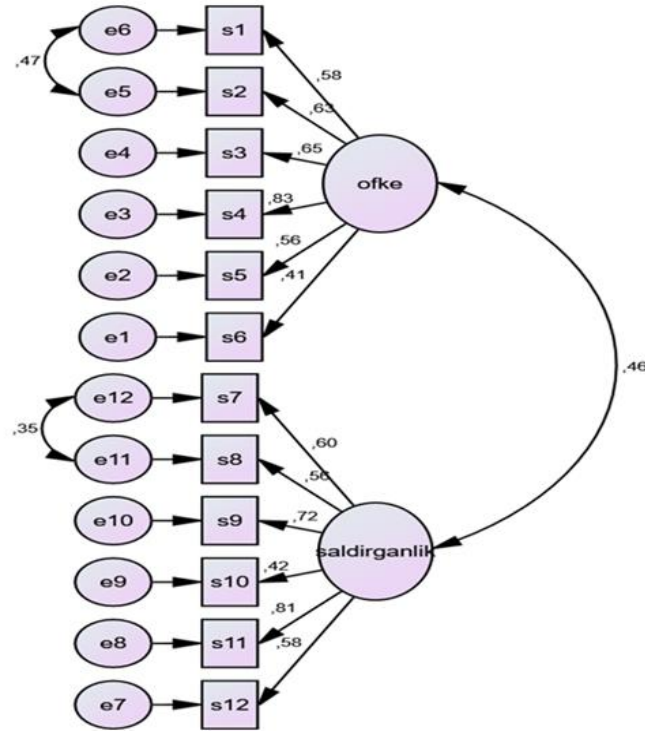 e6 s1
,58
,47
e5 s2
,63
e4 s3
,65
ofke
e3 s4
,83
e2 s5
,56
,41
e1 s6
,46
e12 s7
,60
,35
e11 s8
,56
e10 s9
,72
saldirganlik
e9 s10
,42
,81
e8 s11
,58
e7 s12